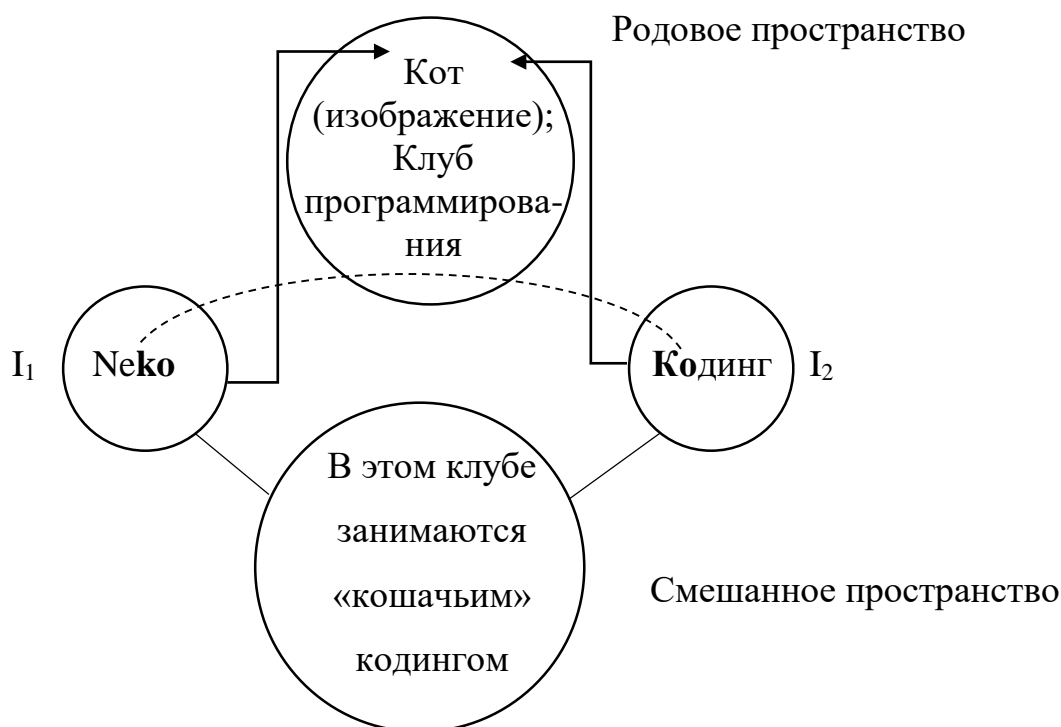 Родовое пространство
Кот
(изображение);
Клуб
программирова-
ния
I₁
Neko
Кодинг
I₂
В этом клубе
занимаются
«кошачьим»
кодингом
Смешанное пространство